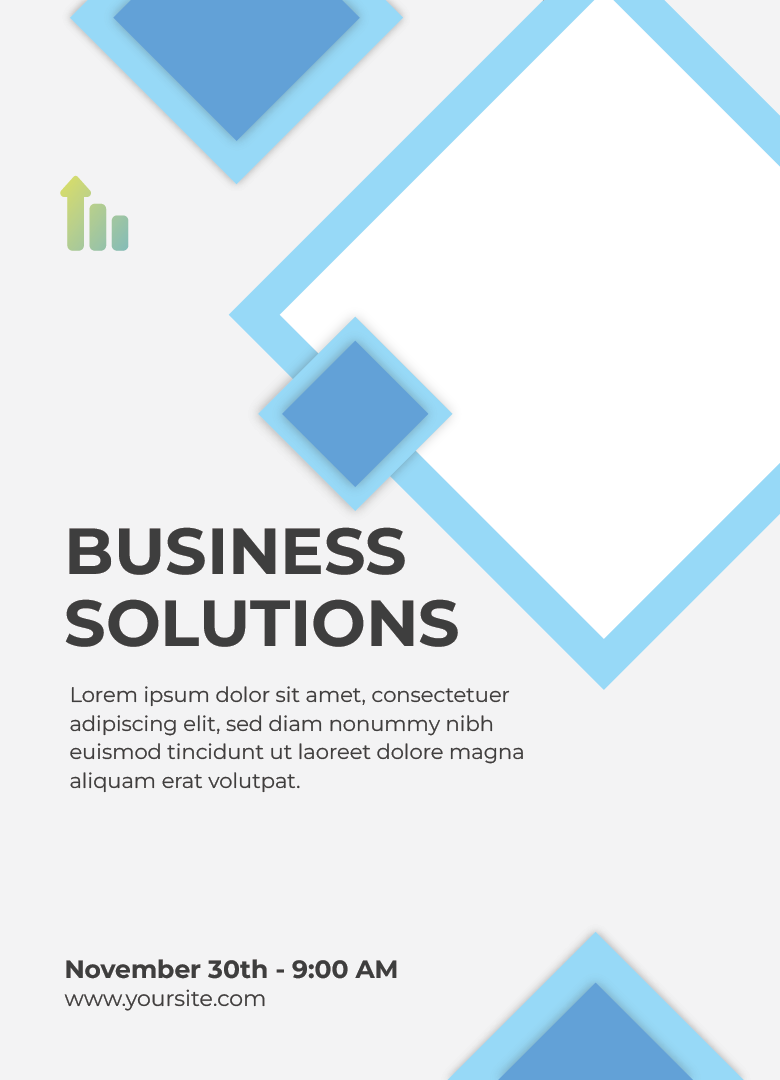 BUSINESS
SOLUTIONS
Lorem ipsum dolor sit amet, consectetuer
adipiscing elit, sed diam nonummy nibh
euismod tincidunt ut laoreet dolore magna
aliquam erat volutpat.
November 30th - 9:00 AM
www.yoursite.com